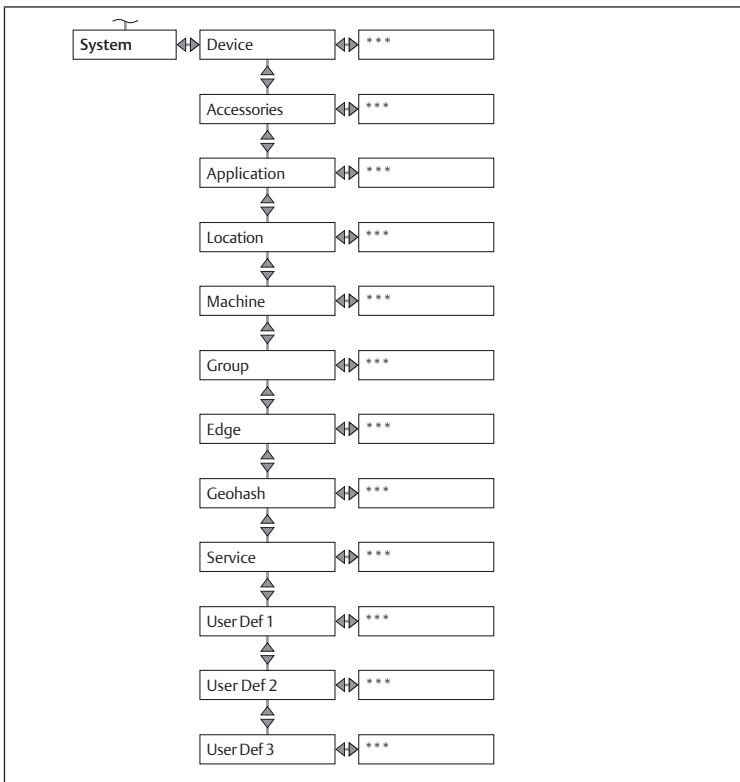 System Device ***
Accessories ***
Application ***
Location ***
Machine ***
Group ***
Edge ***
Geohash ***
Service ***
User Def 1 ***
User Def 2 ***
User Def 3 ***